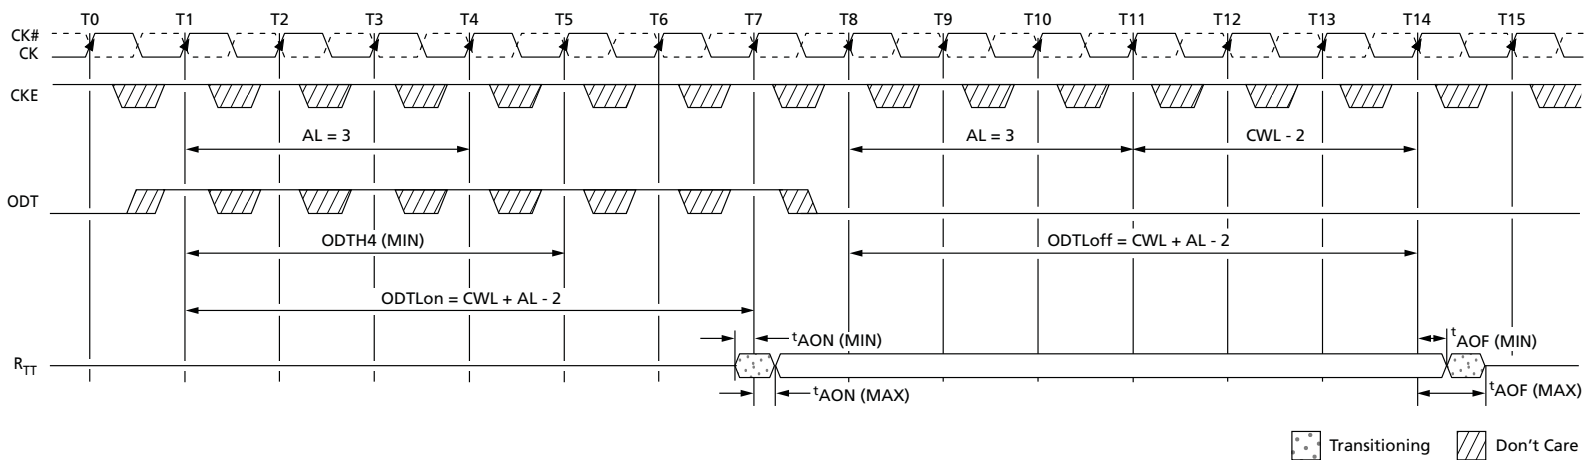 T0 T1 T2 T3 T4 T5 T6 T7 T8 T9 T10 T11 T12 T13 T14 T15
CK#
CK
CKE
AL = 3 AL = 3 CWL - 2
ODT
ODTH4 (MIN) ODTLoff = CWL + AL - 2
ODTLon = CWL + AL - 2
tAON (MIN) tAOF (MIN)
RTT
tAON (MAX) tAOF (MAX)
Transitioning Don't Care